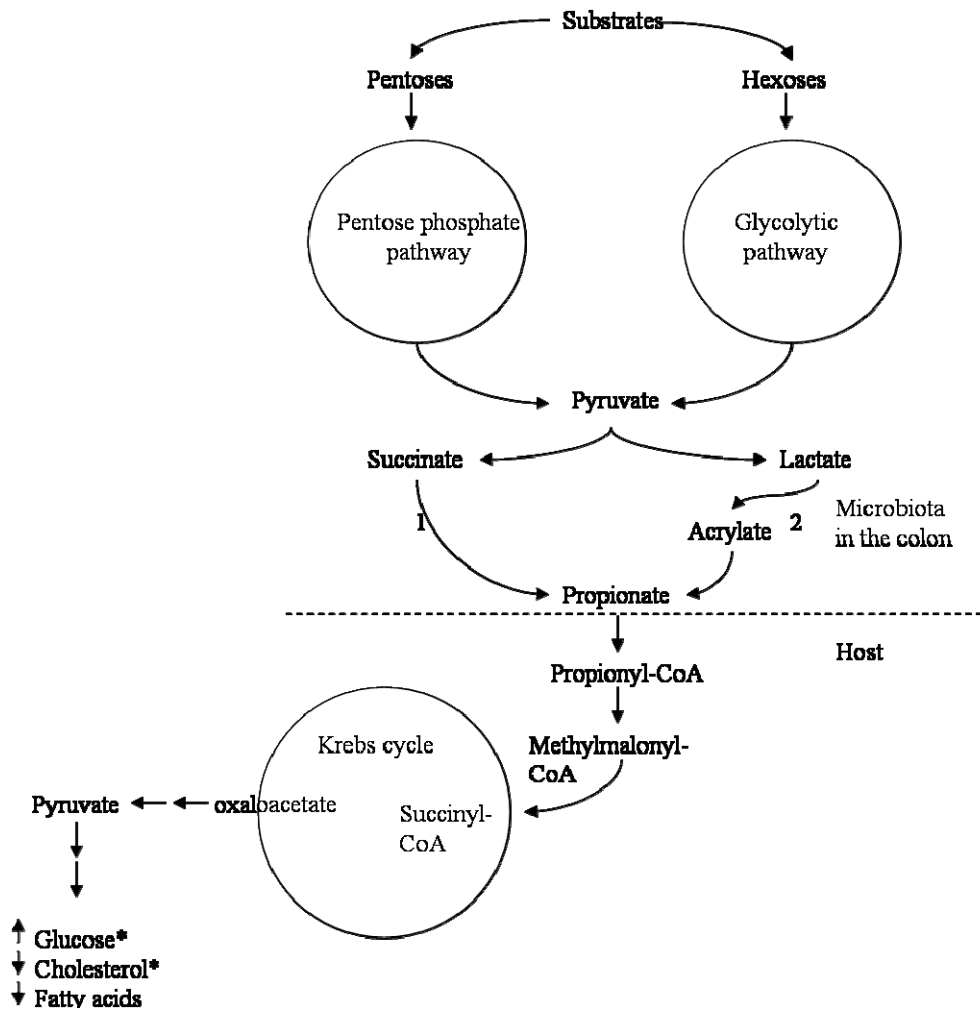 Substrates
Pentoses
Hexoses
Pentose phosphate
pathway
Glycolytic
pathway
Pyruvate
Succinate
Lactate
1
2
Microbiota
in the colon
Acrylate
Propionate
Host
Propionyl-CoA
Krebs cycle
Methylmalonyl-
CoA
Pyruvate
oxaloacetate
Succinyl-
CoA
↑ Glucose*
↓ Cholesterol*
↓ Fatty acids